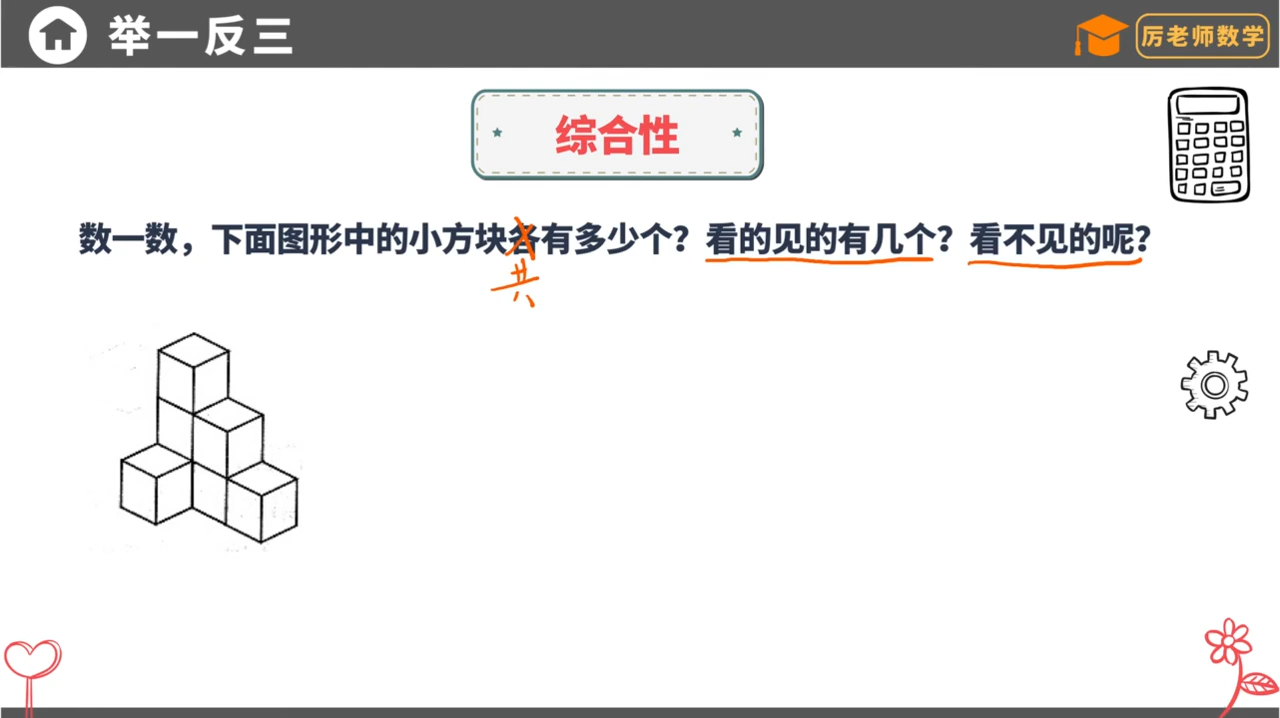 举一反三
厉老师数学
综合性
数一数，下面图形中的小方块各有多少个？看的见的有几个？看不见的呢？
共